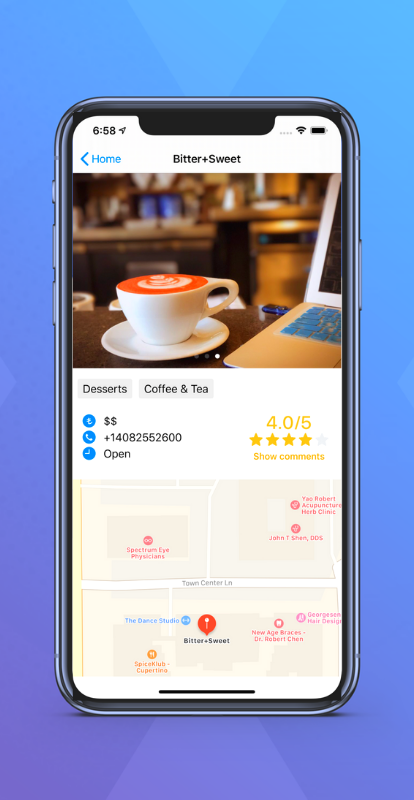 6:58
Home
Bitter+Sweet
Desserts
Coffee & Tea
$$
+14082552600
Open
4.0/5
Show comments
Yao Robert
Acupuncture
Herb Clinic
John T Shen, DDS
Spectrum Eye
Physicians
Town Center Ln
The Dance Studio
Bitter+Sweet
Georgeson
Hair Design
New Age Braces -
Dr. Robert Chen
SpiceKlub -
Cupertino